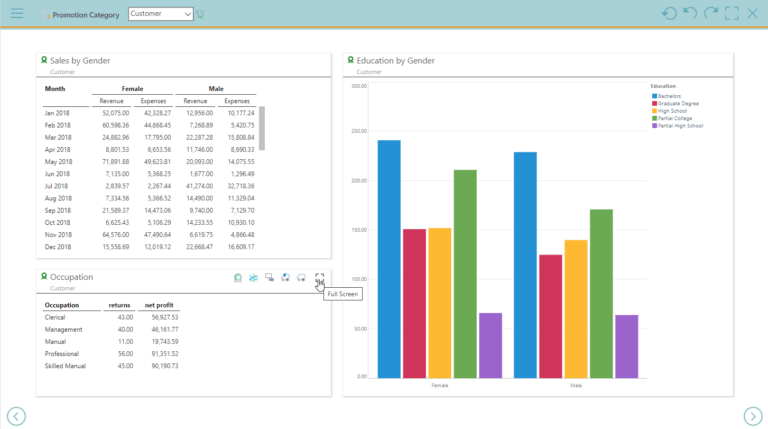 Promotion Category Customer
Sales by Gender
Customer
Month Female Male
Revenue Expenses Revenue Expenses
Jan 2018 52,075.00 42,328.27 12,956.00 10,177.24
Feb 2018 60,598.36 44,868.45 7,268.89 5,420.75
Mar 2018 24,882.96 17,795.00 22,287.28 15,808.84
Apr 2018 8,801.53 6,653.56 11,746.00 8,690.33
May 2018 71,891.88 49,623.81 20,093.00 14,075.55
Jun 2018 7,135.00 5,368.25 1,677.00 1,296.49
Jul 2018 2,839.57 2,267.44 41,274.00 32,718.36
Aug 2018 7,334.56 5,366.52 14,490.00 11,329.04
Sep 2018 21,589.37 14,473.06 9,740.00 7,129.70
Oct 2018 6,625.43 5,106.29 14,233.55 10,930.10
Nov 2018 64,576.00 47,490.64 6,619.75 4,866.48
Dec 2018 15,558.69 12,019.12 22,668.47 16,609.17
Occupation
Customer
Full Screen
Occupation returns net profit
Clerical 43.00 56,927.53
Management 40.00 46,161.77
Manual 11.00 19,743.59
Professional 56.00 91,351.52
Skilled Manual 45.00 90,190.73
Education by Gender
Customer
300.00
250.00
200.00
150.00
100.00
50.00
0.00
Female Male
Education
Bachelors
Graduate Degree
High School
Partial College
Partial High School